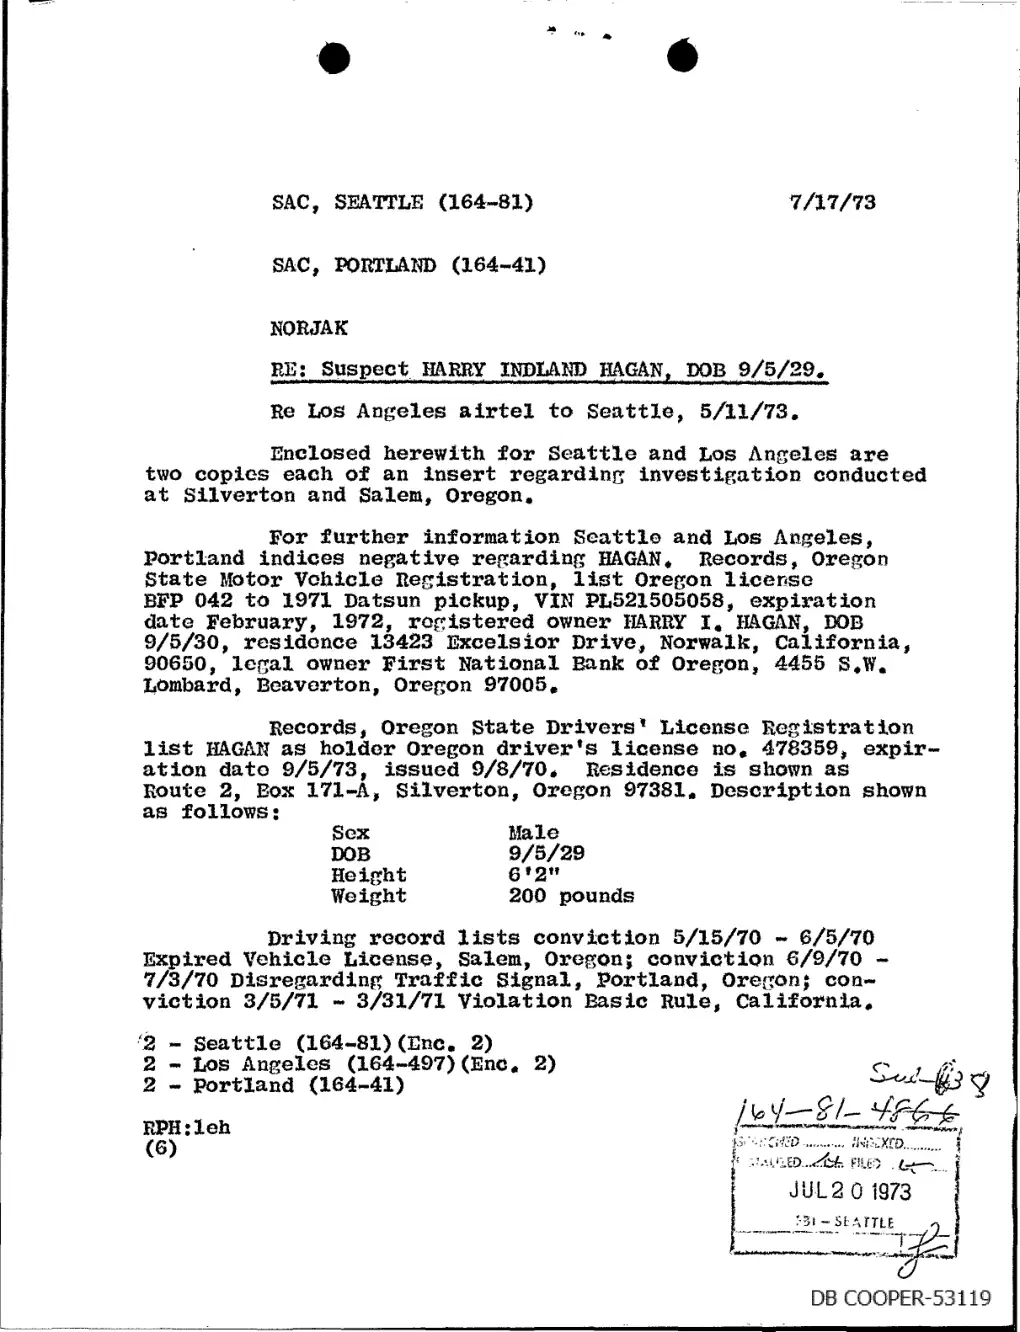 SAC, SEATTLE (164-81) 7/17/73
SAC, PORTLAND (164-41)
NORJAK
RE: Suspect HARRY INDLAND HAGAN, DOB 9/5/29.
Re Los Angeles airtel to Seattle, 5/11/73.
Enclosed herewith for Seattle and Los Angeles are
two copies each of an insert regarding investigation conducted
at Silverton and Salem, Oregon.
For further information Seattle and Los Angeles,
Portland indices negative regarding HAGAN. Records, Oregon
State Motor Vehicle Registration, list Oregon license
BFP 042 to 1971 Datsun pickup, VIN PL521505058, expiration
date February, 1972, registered owner HARRY I. HAGAN, DOB
9/5/30, residence 13423 Excelsior Drive, Norwalk, California,
90650, legal owner First National Bank of Oregon, 4455 S.W.
Lombard, Beaverton, Oregon 97005.
Records, Oregon State Drivers' License Registration
list HAGAN as holder Oregon driver's license no. 478359, expir-
ation date 9/5/73, issued 9/8/70. Residence is shown as
Route 2, Box 171-A, Silverton, Oregon 97381. Description shown
as follows:
Sex Male
DOB 9/5/29
Height 6'2"
Weight 200 pounds
Driving record lists conviction 5/15/70 - 6/5/70
Expired Vehicle License, Salem, Oregon; conviction 6/9/70 -
7/3/70 Disregarding Traffic Signal, Portland, Oregon; con-
viction 3/5/71 - 3/31/71 Violation Basic Rule, California.
2 - Seattle (164-81)(Enc. 2)
2 - Los Angeles (164-497)(Enc. 2)
2 - Portland (164-41)
RPH:leh
(6)
164-81-4866
FILED
JUL 20 1973
SEATTLE
DB COOPER-53119